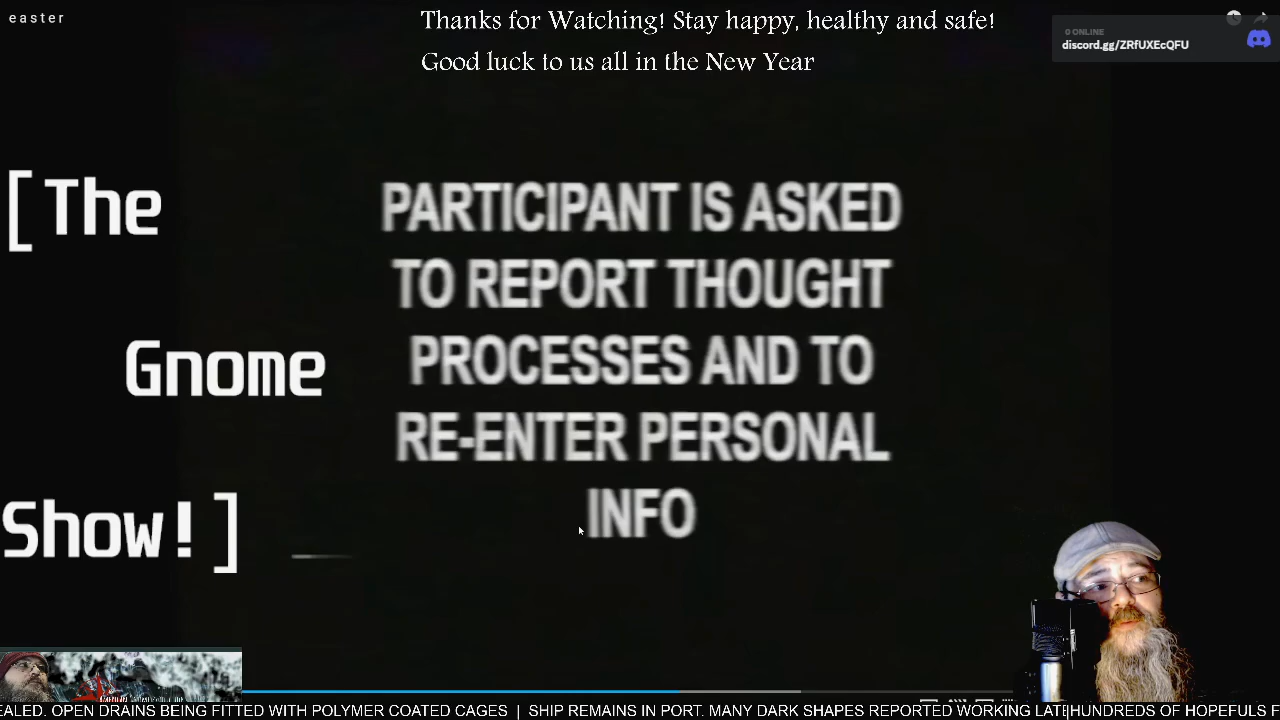 easter
Thanks for Watching! Stay happy, healthy and safe!
Good luck to us all in the New Year
0 ONLINE
discord.gg/ZRfUXEcQFU
[The
Gnome
Show!]
PARTICIPANT IS ASKED
TO REPORT THOUGHT
PROCESSES AND TO
RE-ENTER PERSONAL
INFO
EALED. OPEN DRAINS BEING FITTED WITH POLYMER COATED CAGES | SHIP REMAINS IN PORT. MANY DARK SHAPES REPORTED WORKING LAT HUNDREDS OF HOPEFULS F